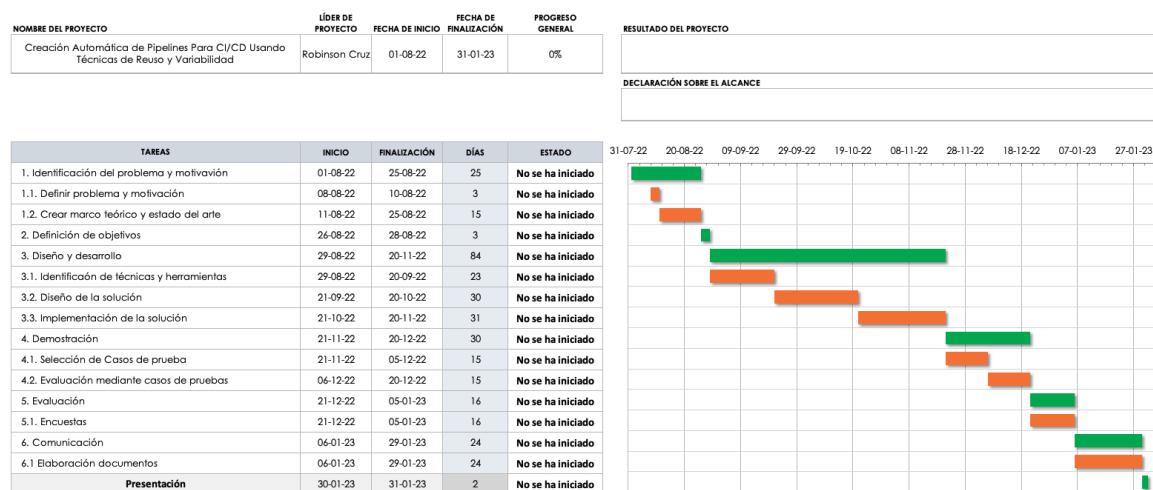 LÍDER DE FECHA DE PROGRESO
NOMBRE DEL PROYECTO PROYECTO FECHA DE INICIO FINALIZACIÓN GENERAL RESULTADO DEL PROYECTO
Creación Automática de Pipelines Para CI/CD Usando
Técnicas de Reuso y Variabilidad Robinson Cruz 01-08-22 31-01-23 0%
DECLARACIÓN SOBRE EL ALCANCE
TAREAS INICIO FINALIZACIÓN DÍAS ESTADO 31-07-22 20-08-22 09-09-22 29-09-22 19-10-22 08-11-22 28-11-22 18-12-22 07-01-23 27-01-23
1. Identificación del problema y motivavión 01-08-22 25-08-22 25 No se ha iniciado
1.1. Definir problema y motivación 08-08-22 10-08-22 3 No se ha iniciado
1.2. Crear marco teórico y estado del arte 11-08-22 25-08-22 15 No se ha iniciado
2. Definición de objetivos 26-08-22 28-08-22 3 No se ha iniciado
3. Diseño y desarrollo 29-08-22 20-11-22 84 No se ha iniciado
3.1. Identificaón de técnicas y herramientas 29-08-22 20-09-22 23 No se ha iniciado
3.2. Diseño de la solución 21-09-22 20-10-22 30 No se ha iniciado
3.3. Implementación de la solución 21-10-22 20-11-22 31 No se ha iniciado
4. Demostración 21-11-22 20-12-22 30 No se ha iniciado
4.1. Selección de Casos de prueba 21-11-22 05-12-22 15 No se ha iniciado
4.2. Evaluación mediante casos de pruebas 06-12-22 20-12-22 15 No se ha iniciado
5. Evaluación 21-12-22 05-01-23 16 No se ha iniciado
5.1. Encuestas 21-12-22 05-01-23 16 No se ha iniciado
6. Comunicación 06-01-23 29-01-23 24 No se ha iniciado
6.1 Elaboración documentos 06-01-23 29-01-23 24 No se ha iniciado
Presentación 30-01-23 31-01-23 2 No se ha iniciado